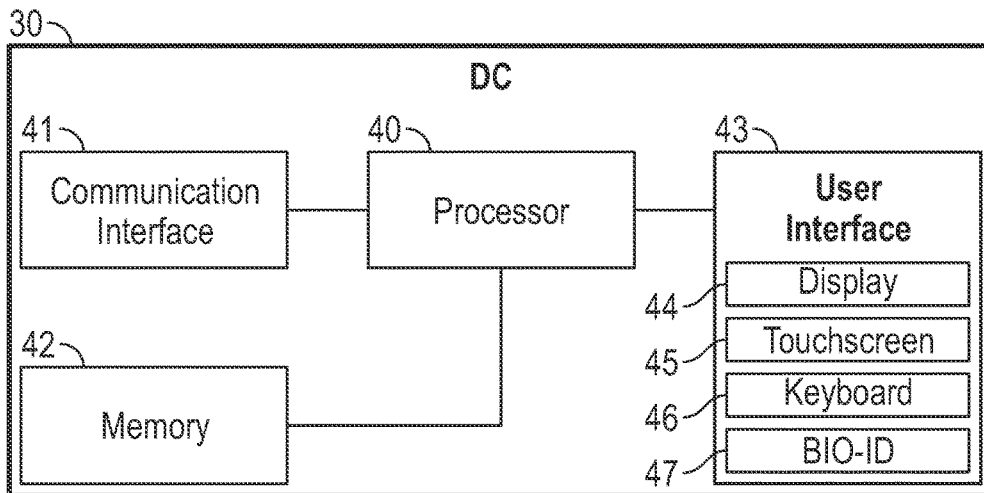 30
DC
41
Communication
Interface
40
Processor
43
User
Interface
44
Display
45
Touchscreen
46
Keyboard
47
BIO-ID
42
Memory